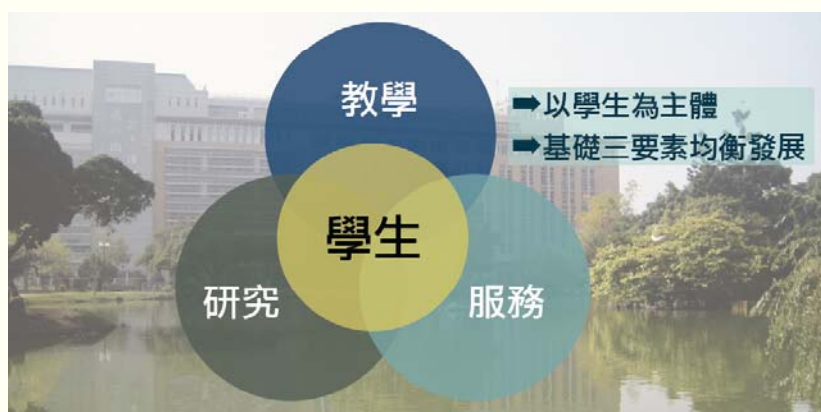 教學
➡以學生為主體
➡基礎三要素均衡發展
學生
研究
服務